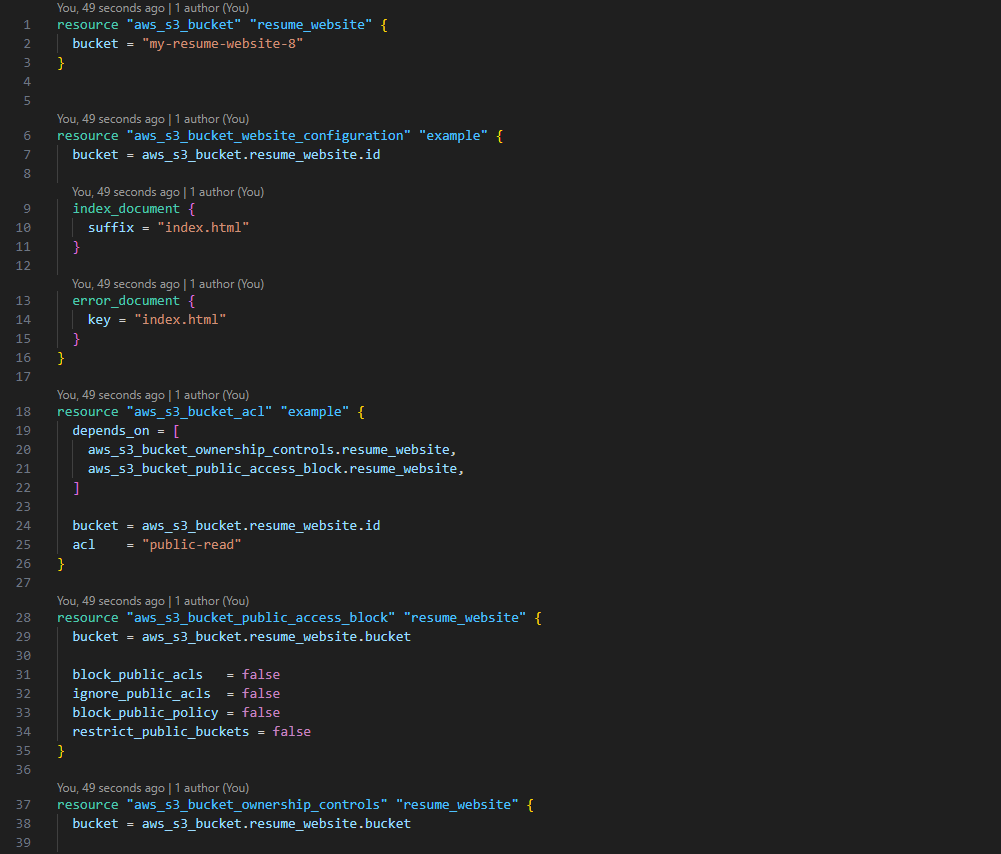 You, 49 seconds ago | 1 author (You)
1 resource "aws_s3_bucket" "resume_website" {
2   bucket = "my-resume-website-8"
3 }
4
5
You, 49 seconds ago | 1 author (You)
6 resource "aws_s3_bucket_website_configuration" "example" {
7   bucket = aws_s3_bucket.resume_website.id
8
You, 49 seconds ago | 1 author (You)
9   index_document {
10     suffix = "index.html"
11   }
12
You, 49 seconds ago | 1 author (You)
13   error_document {
14     key = "index.html"
15   }
16 }
17
You, 49 seconds ago | 1 author (You)
18 resource "aws_s3_bucket_acl" "example" {
19   depends_on = [
20     aws_s3_bucket_ownership_controls.resume_website,
21     aws_s3_bucket_public_access_block.resume_website,
22   ]
23
24   bucket = aws_s3_bucket.resume_website.id
25   acl    = "public-read"
26 }
27
You, 49 seconds ago | 1 author (You)
28 resource "aws_s3_bucket_public_access_block" "resume_website" {
29   bucket = aws_s3_bucket.resume_website.bucket
30
31   block_public_acls   = false
32   ignore_public_acls  = false
33   block_public_policy = false
34   restrict_public_buckets = false
35 }
36
You, 49 seconds ago | 1 author (You)
37 resource "aws_s3_bucket_ownership_controls" "resume_website" {
38   bucket = aws_s3_bucket.resume_website.bucket
39